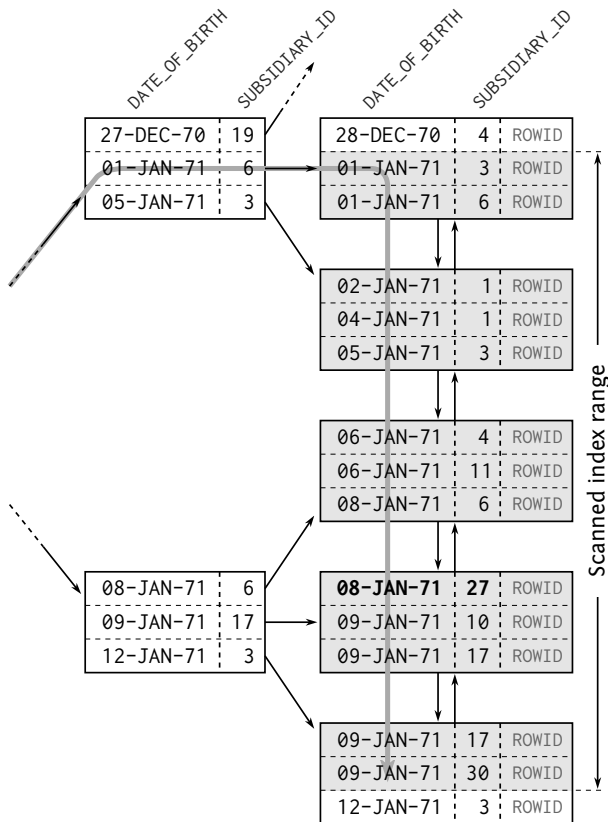 DATE_OF_BIRTH SUBSIDIARY_ID
27-DEC-70 19
01-JAN-71 6
05-JAN-71 3
08-JAN-71 6
09-JAN-71 17
12-JAN-71 3
DATE_OF_BIRTH SUBSIDIARY_ID
28-DEC-70 4 ROWID
01-JAN-71 3 ROWID
01-JAN-71 6 ROWID
02-JAN-71 1 ROWID
04-JAN-71 1 ROWID
05-JAN-71 3 ROWID
06-JAN-71 4 ROWID
06-JAN-71 11 ROWID
08-JAN-71 6 ROWID
08-JAN-71 27 ROWID
09-JAN-71 10 ROWID
09-JAN-71 17 ROWID
09-JAN-71 17 ROWID
09-JAN-71 30 ROWID
12-JAN-71 3 ROWID
Scanned index range